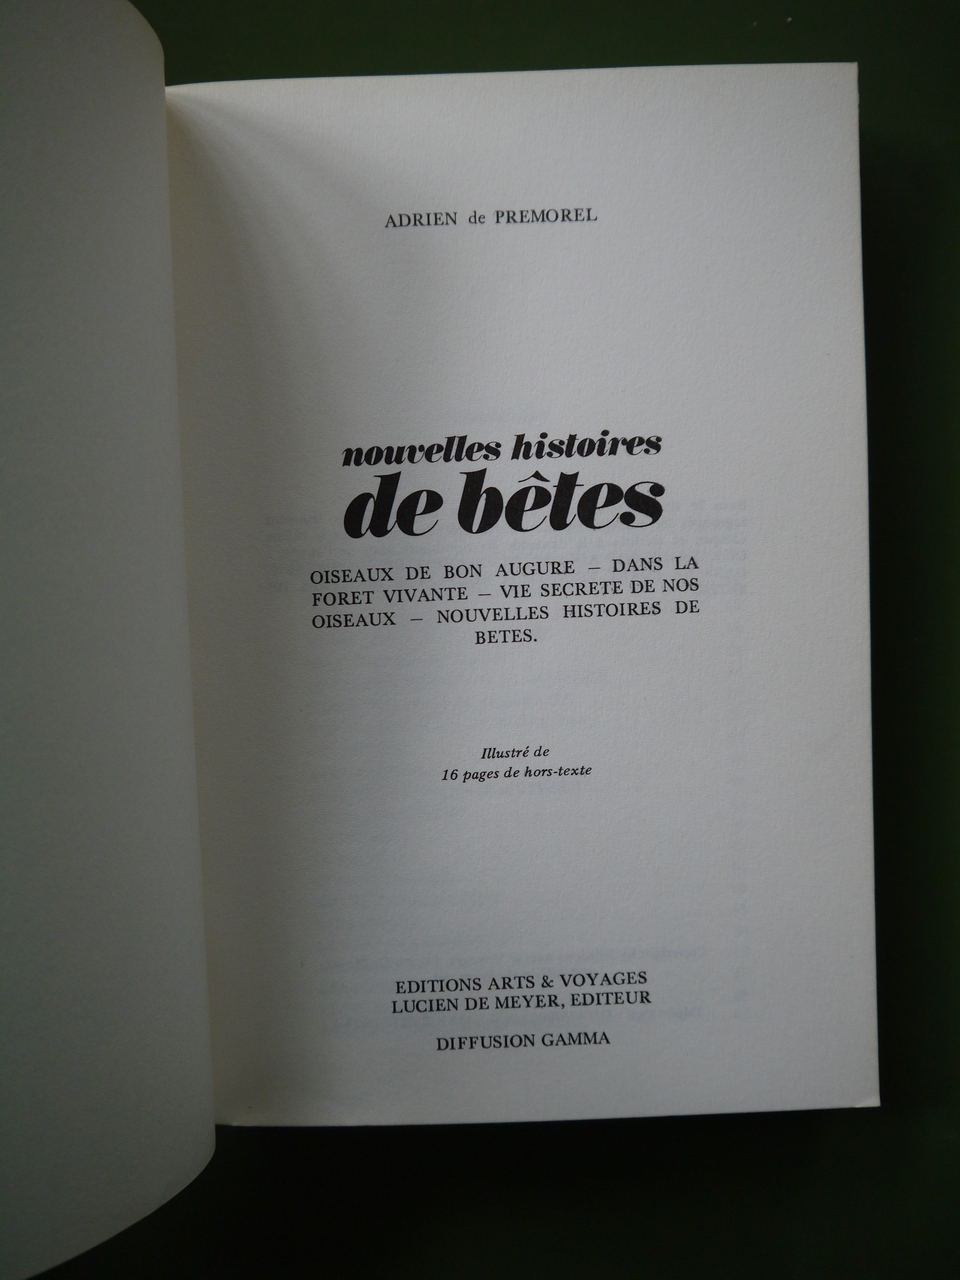 ADRIEN de PREMOREL
nouvelles histoires
de bêtes
OISEAUX DE BON AUGURE – DANS LA
FORET VIVANTE – VIE SECRETE DE NOS
OISEAUX – NOUVELLES HISTOIRES DE
BETES.
Illustré de
16 pages de hors-texte
EDITIONS ARTS & VOYAGES
LUCIEN DE MEYER, EDITEUR
DIFFUSION GAMMA